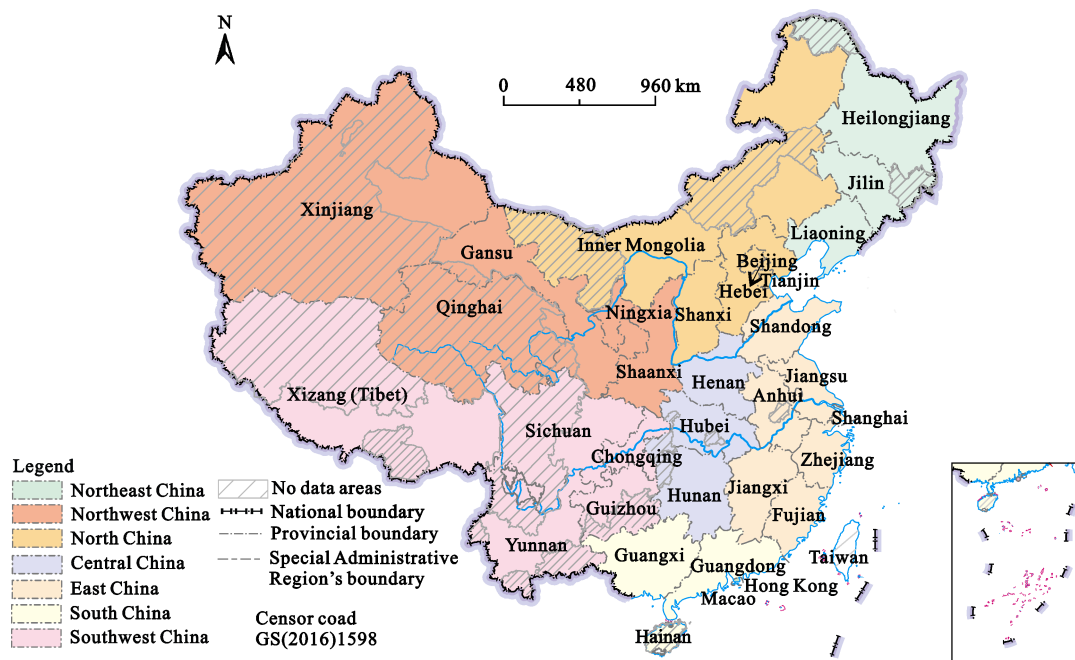 N
0 480 960 km
Heilongjiang
Jilin
Liaoning
Xinjiang
Gansu
Inner Mongolia
Beijing
Tianjin
Hebei
Qinghai
Ningxia
Shanxi
Shandong
Shaanxi
Henan
Jiangsu
Anhui
Xizang (Tibet)
Shanghai
Sichuan
Hubei
Chongqing
Zhejiang
Hunan
Jiangxi
Guizhou
Fujian
Yunnan
Guangxi
Guangdong
Taiwan
Hong Kong
Macao
Hainan
Legend
Northeast China
Northwest China
North China
Central China
East China
South China
Southwest China
No data areas
National boundary
Provincial boundary
Special Administrative
Region's boundary
Censor coad
GS(2016)1598